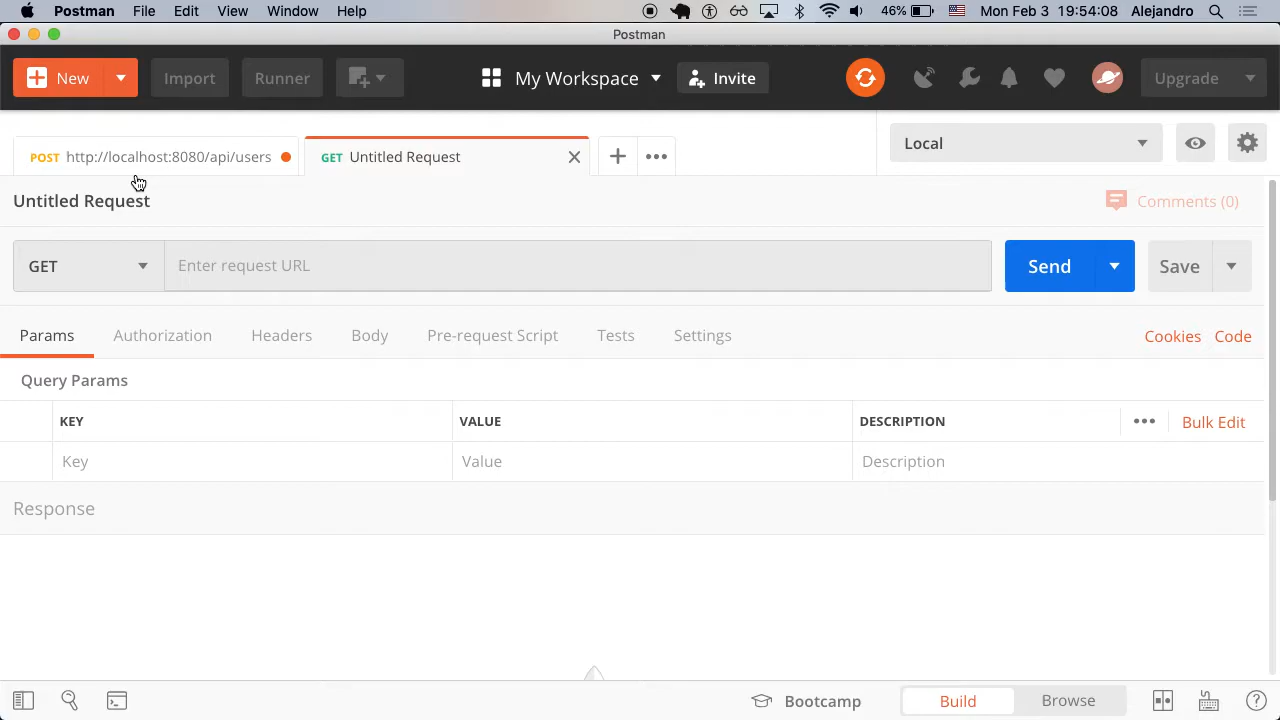 Postman File Edit View Window Help 46% Mon Feb 3 19:54:08 Alejandro
Postman
New Import Runner My Workspace Invite Upgrade
POST http://localhost:8080/api/users GET Untitled Request Local
Untitled Request Comments (0)
GET Enter request URL Send Save
Params Authorization Headers Body Pre-request Script Tests Settings Cookies Code
Query Params
KEY VALUE DESCRIPTION Bulk Edit
Key Value Description
Response
Bootcamp Build Browse